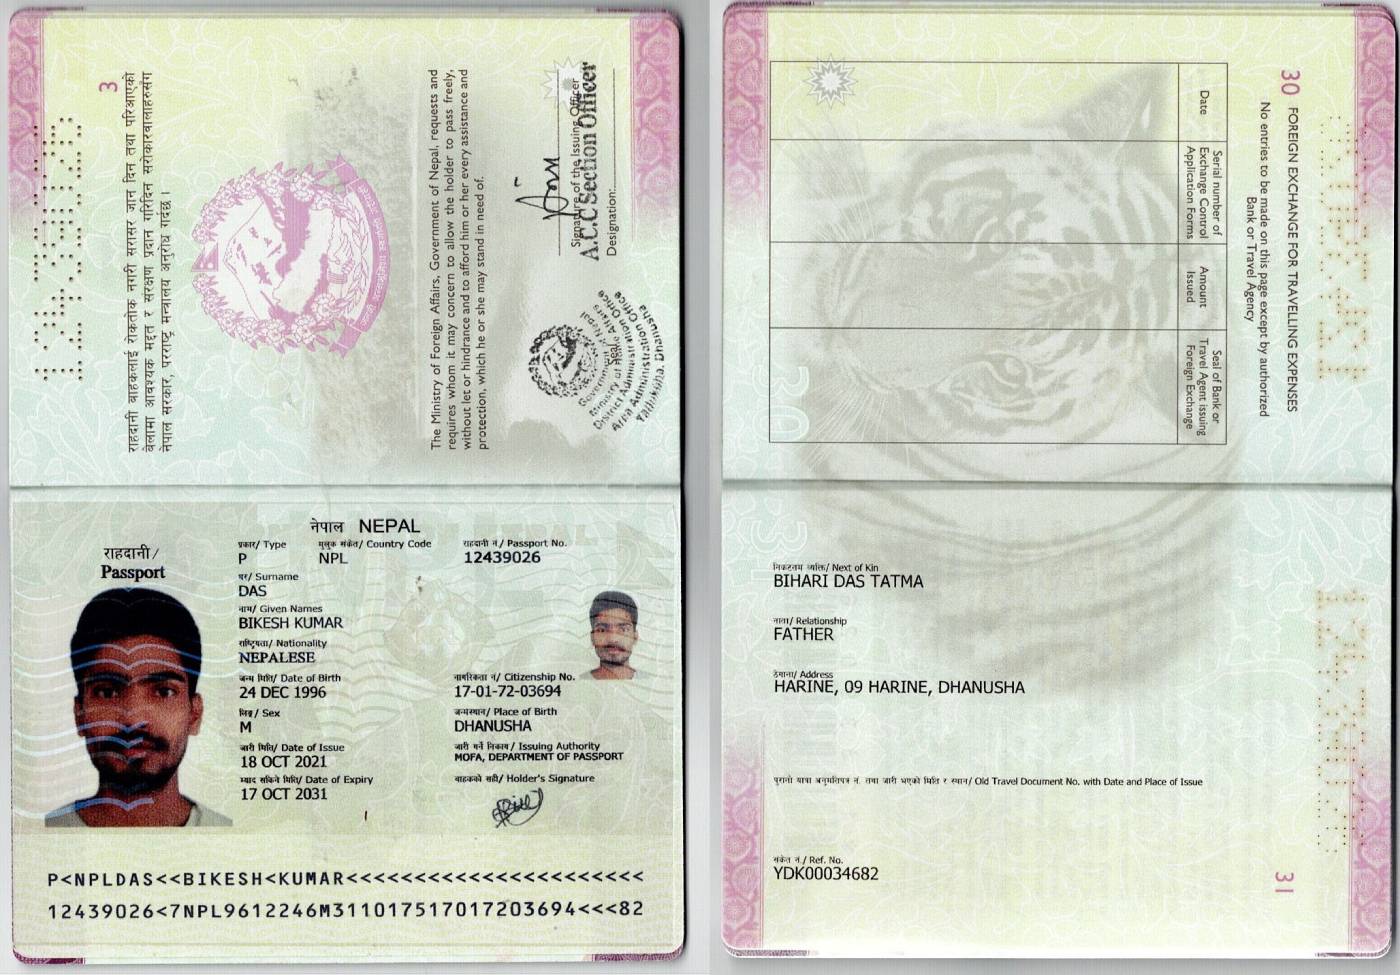 3
राहदानी बाहकलाई रोकतोक नगरी सरासर जान दिन तथा परिआएको
बेलामा आवश्यक मद्दत र संरक्षण प्रदान गरिदिन सरोकारवालाहरुसँग
नेपाल सरकार, परराष्ट्र मन्त्रालय अनुरोध गर्दछ ।
The Ministry of Foreign Affairs, Government of Nepal, requests and
requires whom it may concern to allow the holder to pass freely,
without let or hindrance and to afford him or her every assistance and
protection, which he or she may stand in need of.
Signature of the Issuing Officer
A.C.C Section Officer
Designation:
Seal
Government of Nepal
Ministry of Home Affairs
District Administration Office
Area Administration Office
Dhanusha
नेपाल NEPAL
राहदानी/
Passport
प्रकार/ Type
P
मुलुक संकेत/ Country Code
NPL
राहदानी नं/ Passport No.
12439026
थर/ Surname
DAS
नाम/ Given Names
BIKESH KUMAR
राष्ट्रियता/ Nationality
NEPALESE
जन्म मिति/ Date of Birth
24 DEC 1996
नागरिकता नं/ Citizenship No.
17-01-72-03694
लिङ्ग/ Sex
M
जन्मस्थान/ Place of Birth
DHANUSHA
जारी मिति/ Date of Issue
18 OCT 2021
जारी गर्ने निकाय/ Issuing Authority
MOFA, DEPARTMENT OF PASSPORT
म्याद सकिने मिति/ Date of Expiry
17 OCT 2031
वाहकको सही/ Holder's Signature
P<NPLDAS<<BIKESH<KUMAR<<<<<<<<<<<<<<<<<<<<<<
12439026<7NPL9612246M311017517017203694<<<82
30
FOREIGN EXCHANGE FOR TRAVELLING EXPENSES
No entries to be made on this page except by authorized
Bank or Travel Agency
Date
Serial number of
Exchange Control
Application Forms
Amount
Issued
Seal of Bank or
Travel Agent issuing
Foreign Exchange
निकटतम व्यक्ति/ Next of Kin
BIHARI DAS TATMA
नाता/ Relationship
FATHER
ठेगाना/ Address
HARINE, 09 HARINE, DHANUSHA
पुरानो यात्रा अनुमतिपत्र नं. तथा जारी भएको मिति र स्थान/ Old Travel Document No. with Date and Place of Issue
संकेत नं./ Ref. No.
YDK00034682
31